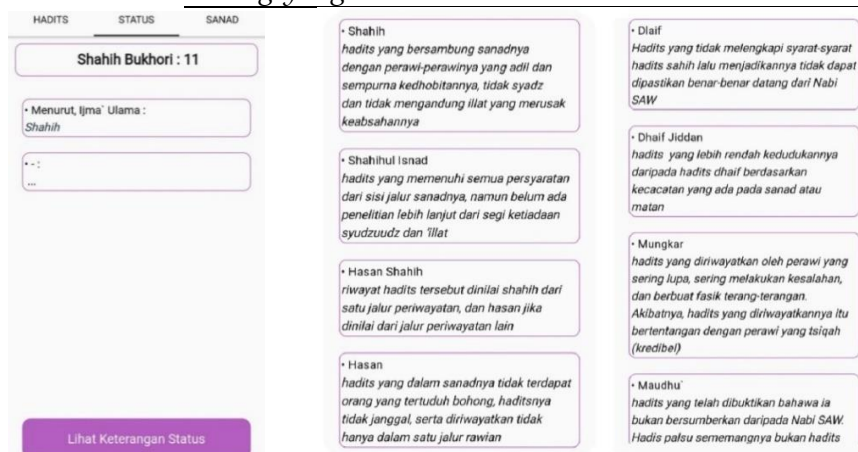 HADITS STATUS SANAD
Shahih Bukhori : 11
• Menurut, Ijma` Ulama :
Shahih
• - :
...
Lihat Keterangan Status
• Shahih
hadits yang bersambung sanadnya
dengan perawi-perawinya yang adil dan
sempurna kedhobitannya, tidak syadz
dan tidak mengandung illat yang merusak
keabsahannya
• Shahihul Isnad
hadits yang memenuhi semua persyaratan
dari sisi jalur sanadnya, namun belum ada
penelitian lebih lanjut dari segi ketiadaan
syudzuudz dan 'illat
• Hasan Shahih
riwayat hadits tersebut dinilai shahih dari
satu jalur periwayatan, dan hasan jika
dinilai dari jalur periwayatan lain
• Hasan
hadits yang dalam sanadnya tidak terdapat
orang yang tertuduh bohong, haditsnya
tidak janggal, serta diriwayatkan tidak
hanya dalam satu jalur rawian
• Dlaif
Hadits yang tidak melengkapi syarat-syarat
hadits sahih lalu menjadikannya tidak dapat
dipastikan benar-benar datang dari Nabi
SAW
• Dhaif Jiddan
hadits yang lebih rendah kedudukannya
daripada hadits dhaif berdasarkan
kecacatan yang ada pada sanad atau
matan
• Mungkar
hadits yang diriwayatkan oleh perawi yang
sering lupa, sering melakukan kesalahan,
dan berbuat fasik terang-terangan.
Akibatnya, hadits yang diriwayatkannya itu
bertentangan dengan perawi yang tsiqah
(kredibel)
• Maudhu`
hadits yang telah dibuktikan bahawa ia
bukan bersumberkan daripada Nabi SAW.
Hadis palsu sememangnya bukan hadits